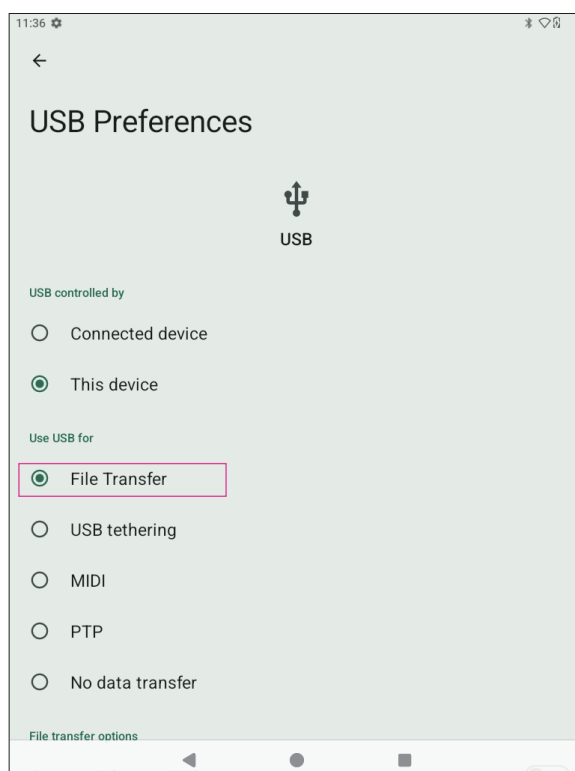 11:36
USB Preferences
USB
USB controlled by
Connected device
This device
Use USB for
File Transfer
USB tethering
MIDI
PTP
No data transfer
File transfer options